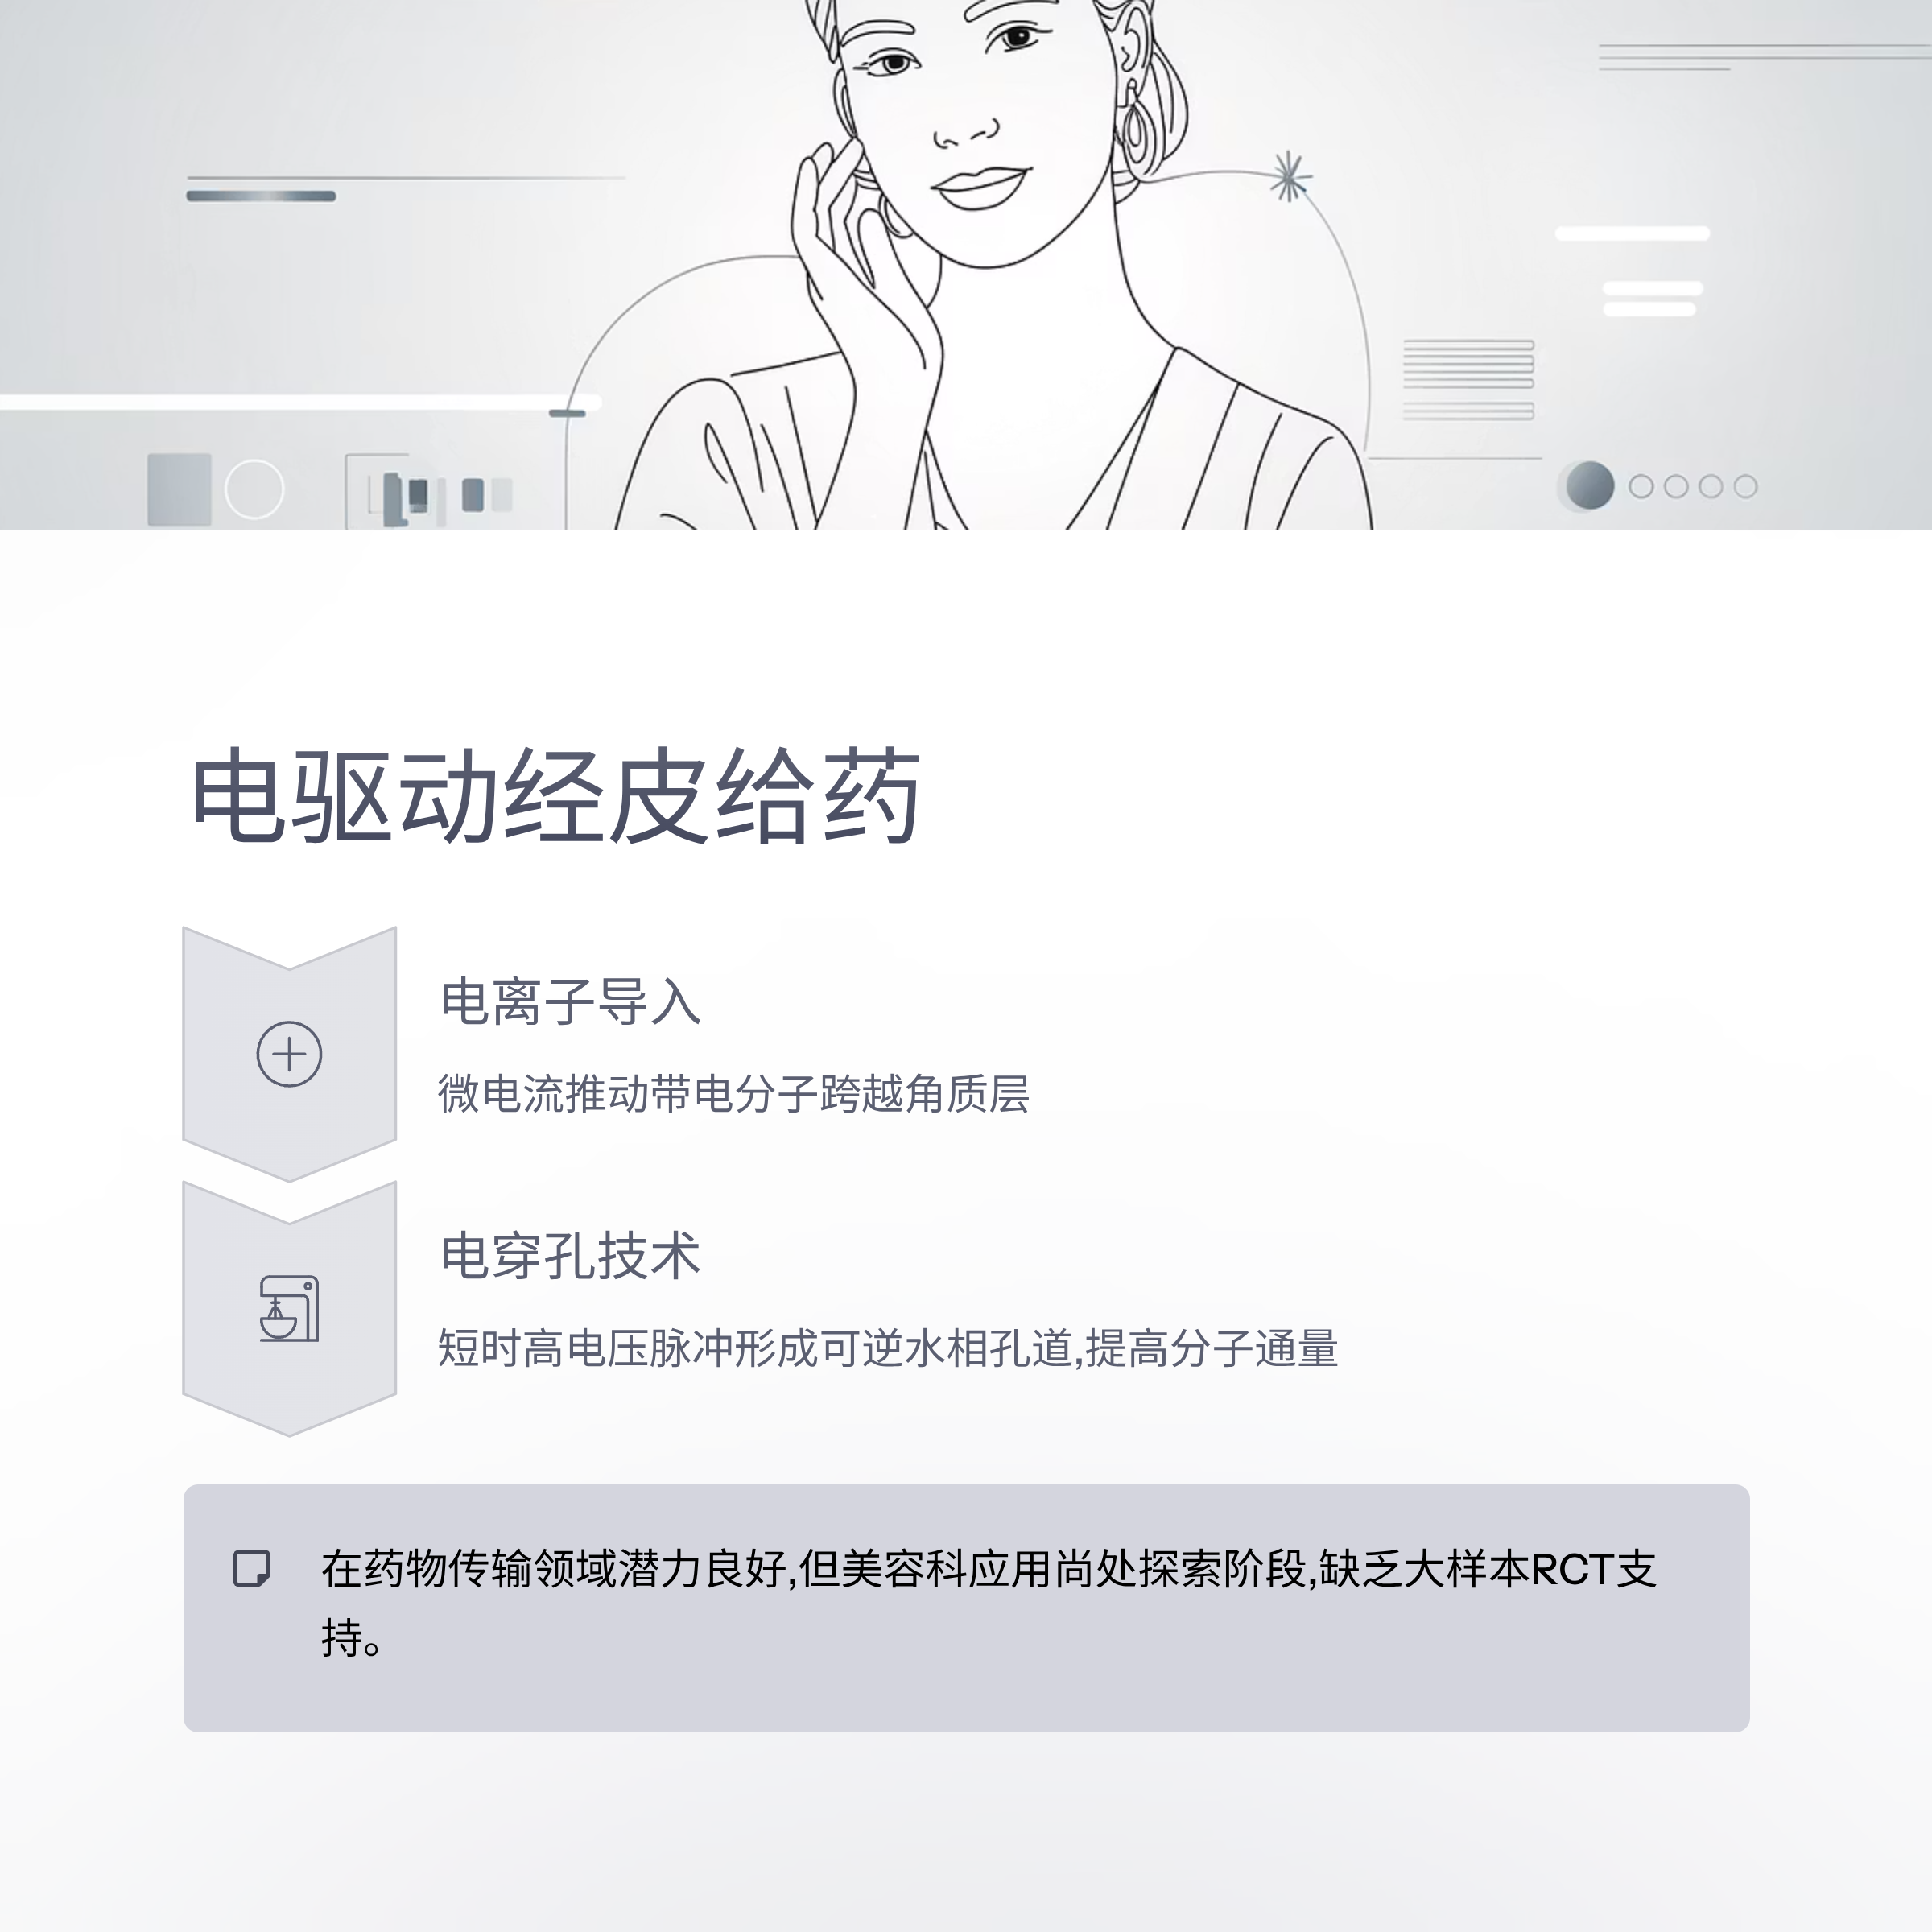 电驱动经皮给药
电离子导入
微电流推动带电分子跨越角质层
电穿孔技术
短时高电压脉冲形成可逆水相孔道,提高分子通量
在药物传输领域潜力良好,但美容科应用尚处探索阶段,缺乏大样本RCT支
持。